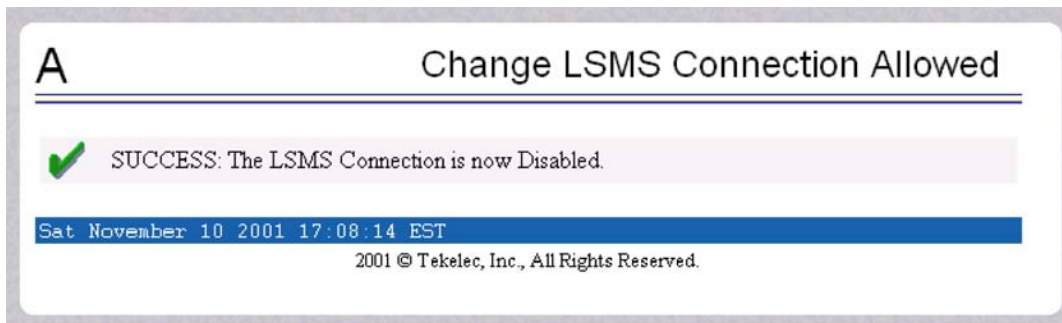 A
Change LSMS Connection Allowed
SUCCESS: The LSMS Connection is now Disabled.
Sat November 10 2001 17:08:14 EST
2001 © Tekelec, Inc., All Rights Reserved.